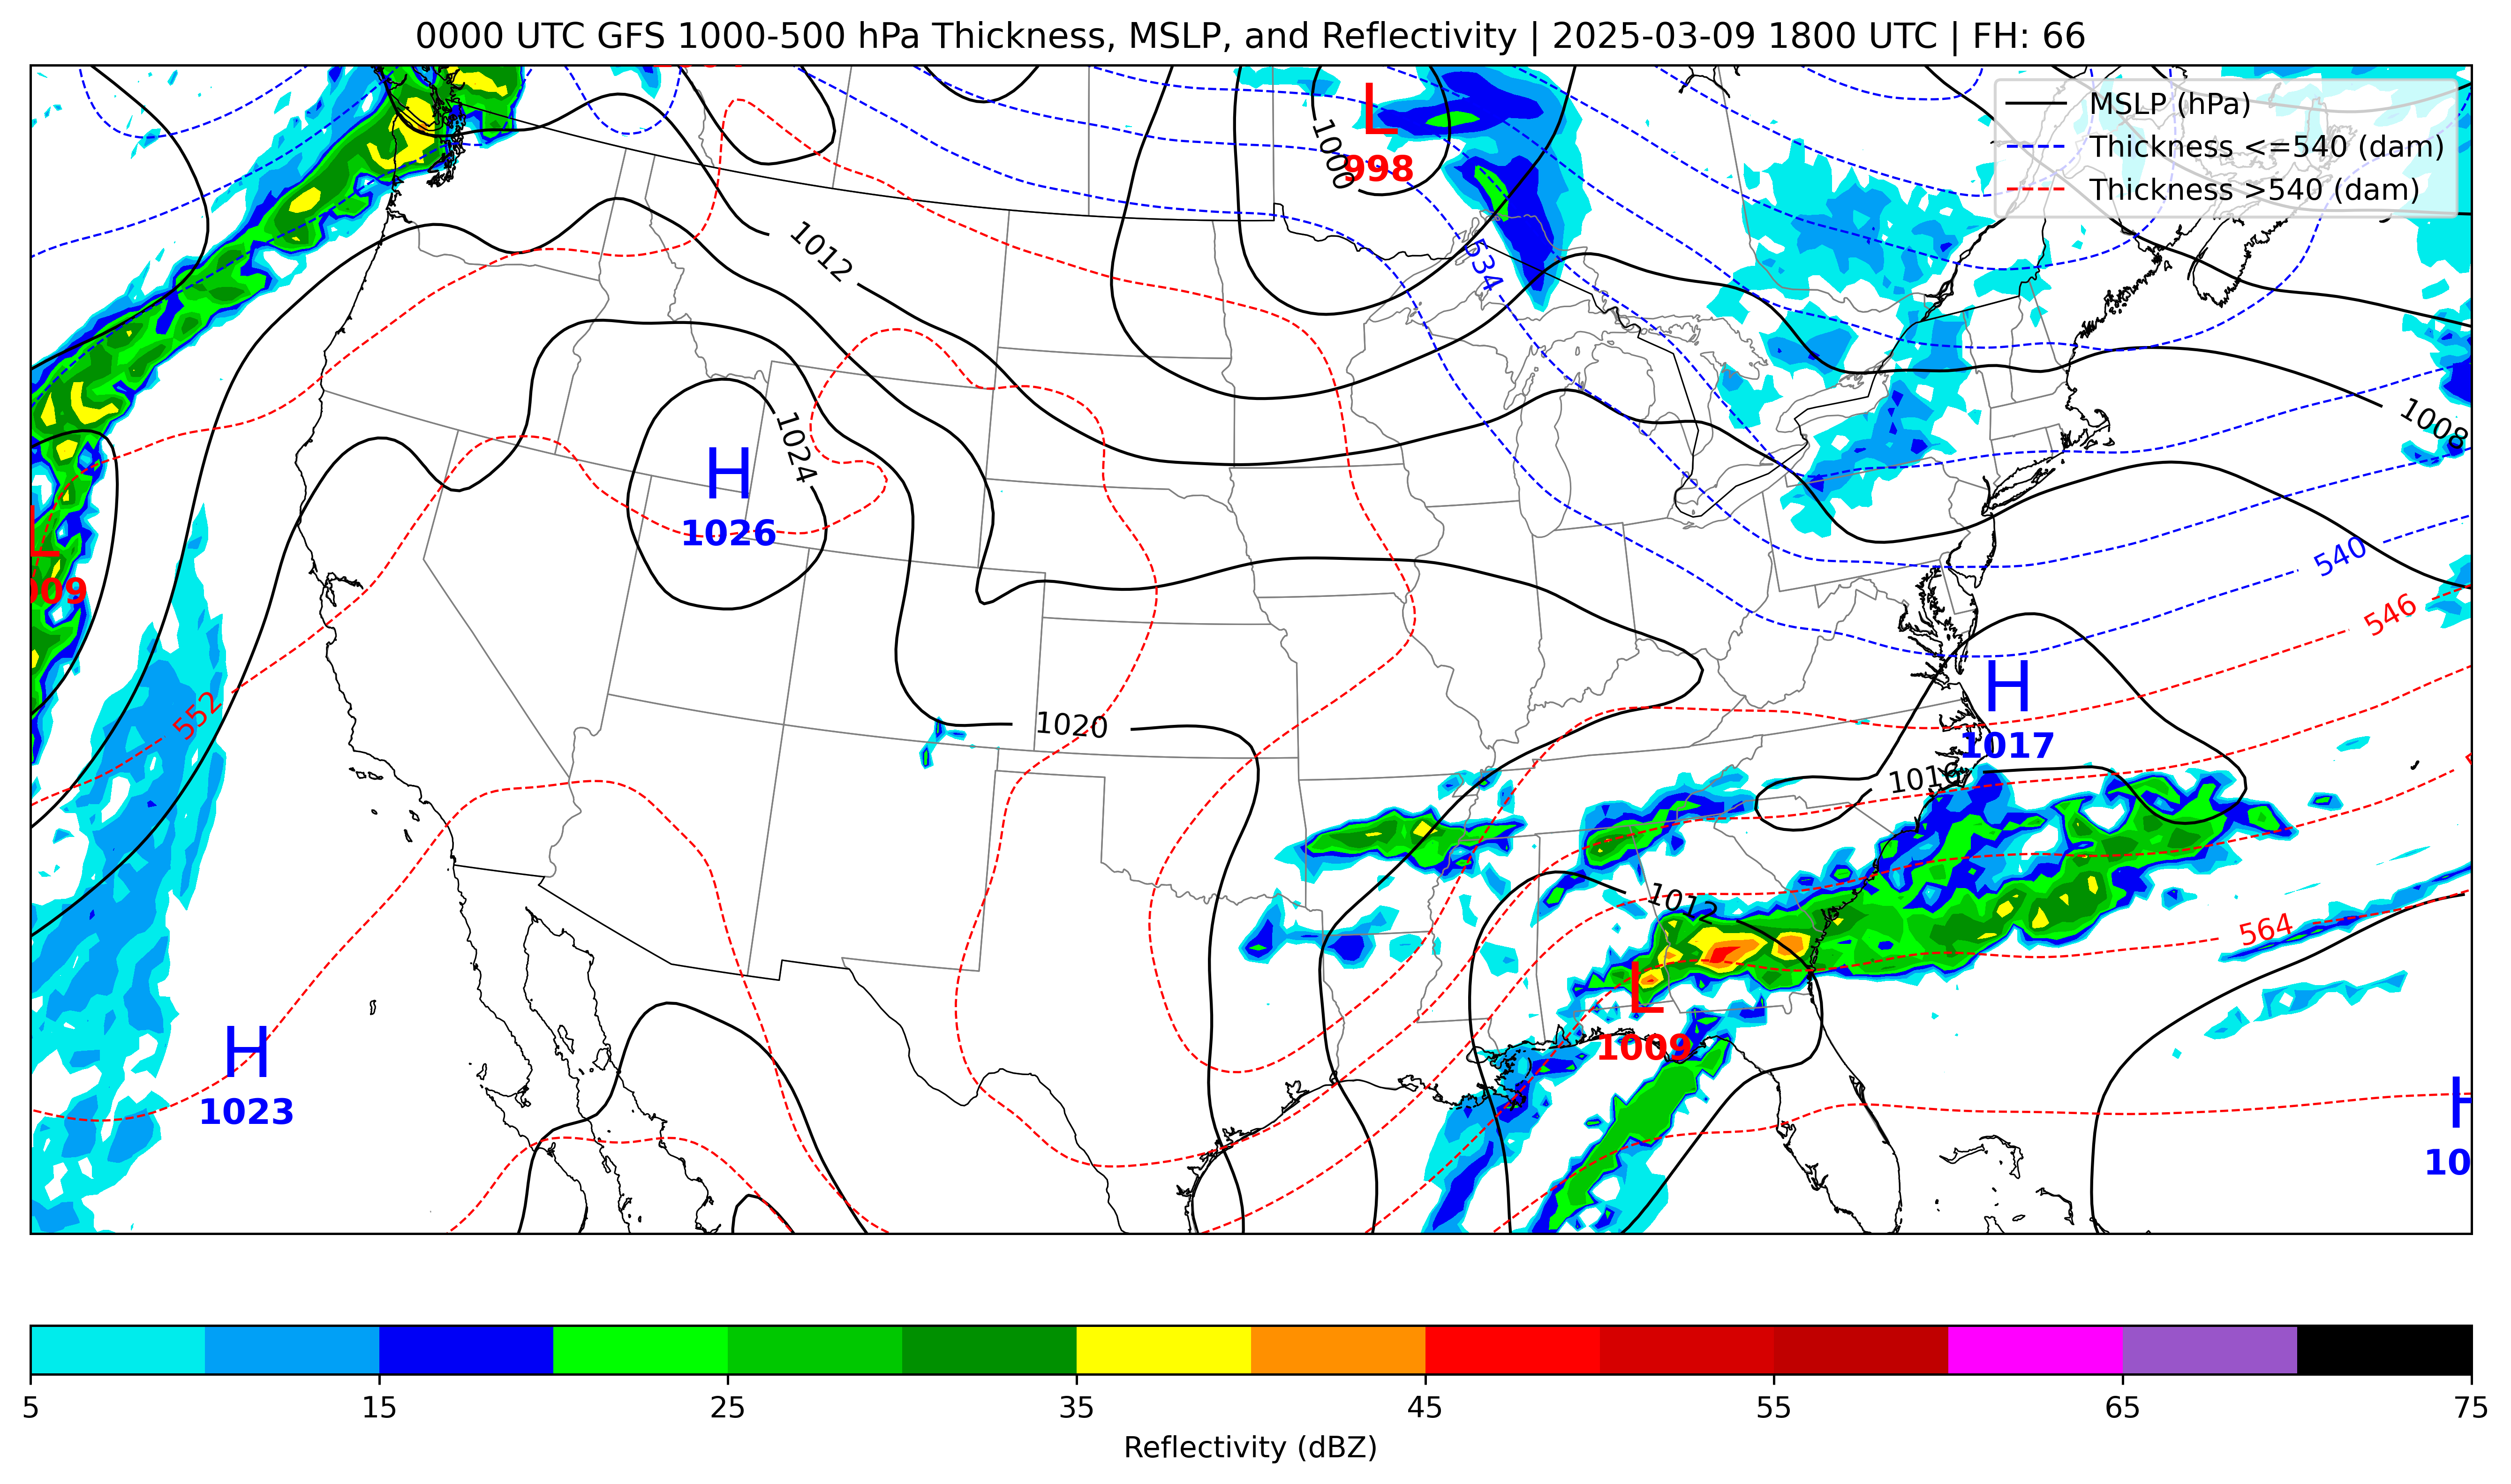 0000 UTC GFS 1000-500 hPa Thickness, MSLP, and Reflectivity | 2025-03-09 1800 UTC | FH: 66
MSLP (hPa)
Thickness <=540 (dam)
Thickness >540 (dam)
L
998
1000
1012
534
1008
1024
H
1026
L
009
540
546
552
H
1017
1020
1016
1012
564
L
1009
H
1023
H
10
5 15 25 35 45 55 65 75
Reflectivity (dBZ)